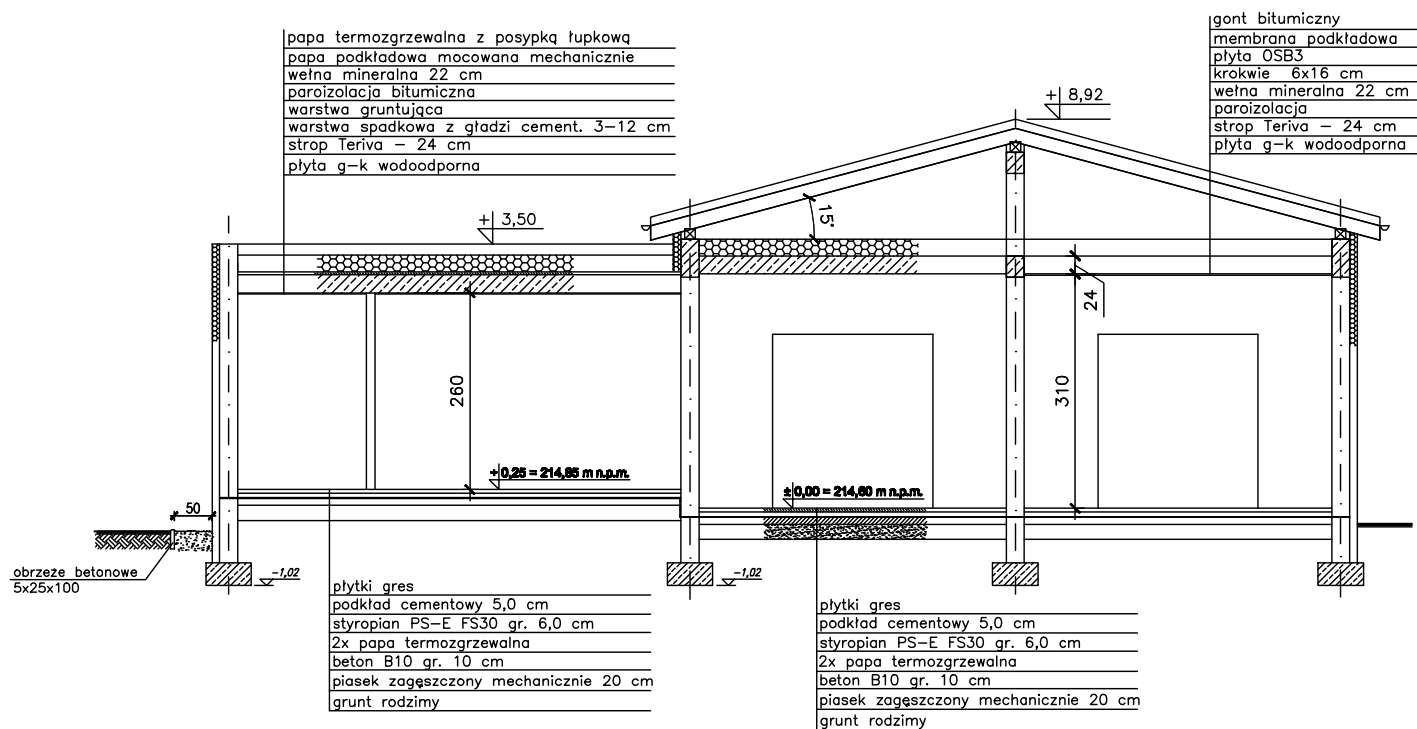 papa termozgrzewalna z posypką łupkową
papa podkładowa mocowana mechanicznie
wełna mineralna 22 cm
paroizolacja bitumiczna
warstwa gruntująca
warstwa spadkowa z gładzi cement. 3-12 cm
strop Teriva - 24 cm
płyta g-k wodoodporna
gont bitumiczny
membrana podkładowa
płyta OSB3
krokwie 6x16 cm
wełna mineralna 22 cm
paroizolacja
strop Teriva - 24 cm
płyta g-k wodoodporna
+ 8,92
+ 3,50
15°
24
260
310
+ 0,25 = 214,85 m n.p.m.
± 0,00 = 214,60 m n.p.m.
50
obrzeże betonowe
5x25x100
-1,02
-1,02
płytki gres
podkład cementowy 5,0 cm
styropian PS-E FS30 gr. 6,0 cm
2x papa termozgrzewalna
beton B10 gr. 10 cm
piasek zagęszczony mechanicznie 20 cm
grunt rodzimy
płytki gres
podkład cementowy 5,0 cm
styropian PS-E FS30 gr. 6,0 cm
2x papa termozgrzewalna
beton B10 gr. 10 cm
piasek zagęszczony mechanicznie 20 cm
grunt rodzimy